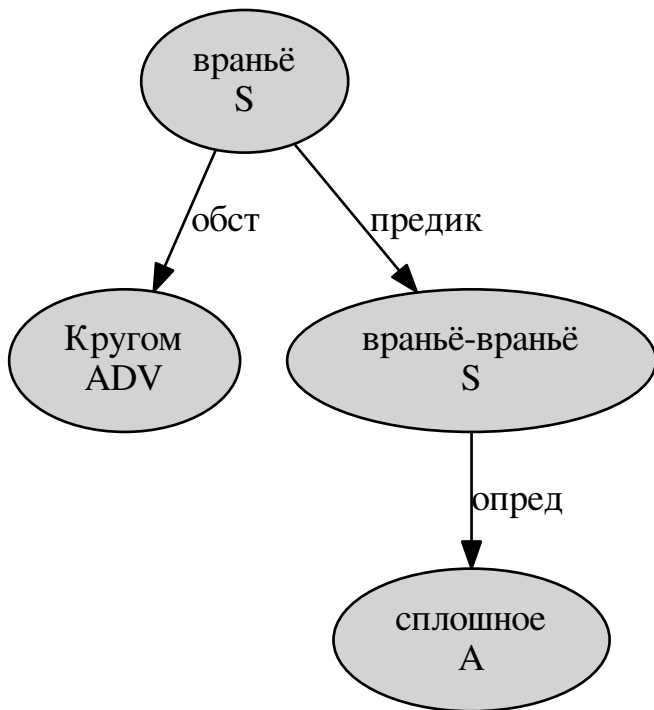 враньё
S
обст
предик
Кругом
ADV
враньё-враньё
S
опред
сплошное
A